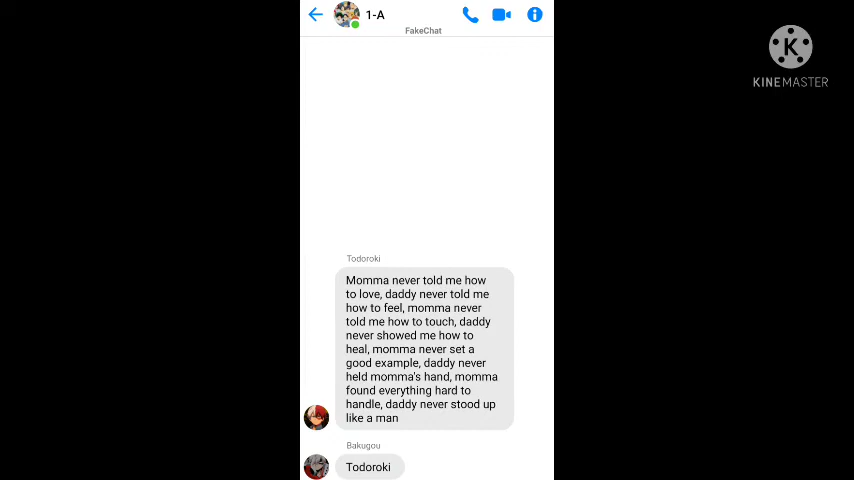 1-A
FakeChat
K
KINEMASTER
Todoroki
Momma never told me how
to love, daddy never told me
how to feel, momma never
told me how to touch, daddy
never showed me how to
heal, momma never set a
good example, daddy never
held momma's hand, momma
found everything hard to
handle, daddy never stood up
like a man
Bakugou
Todoroki